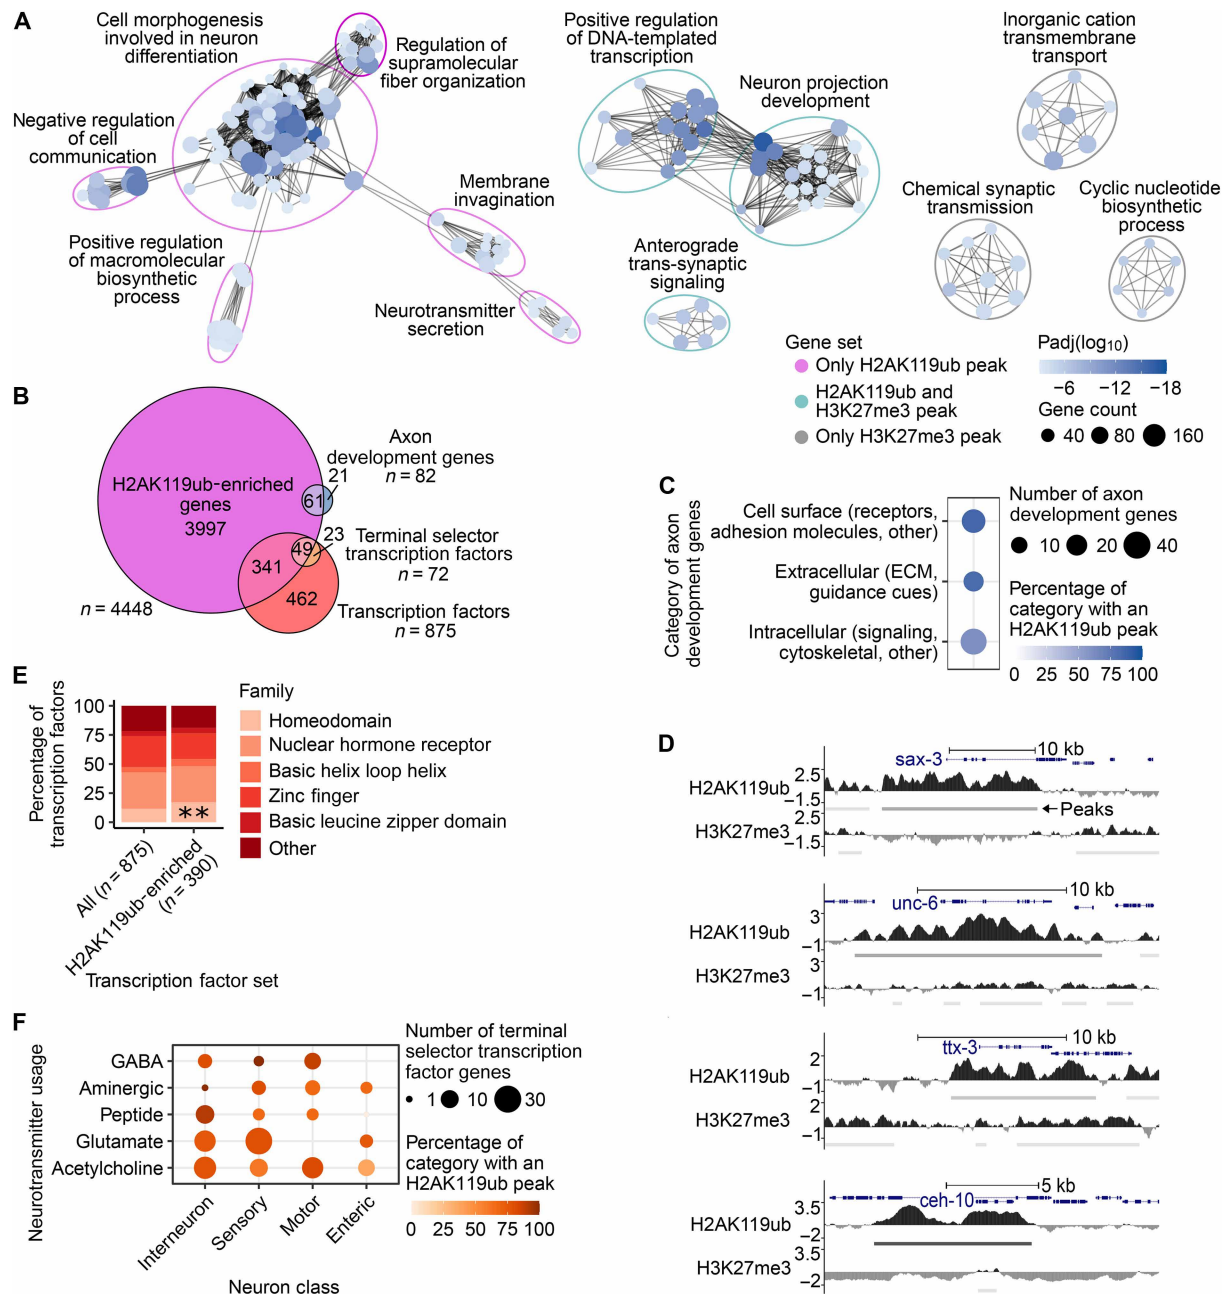 A
Cell morphogenesis
involved in neuron
differentiation
Regulation of
supramolecular
fiber organization
Negative regulation
of cell
communication
Membrane
invagination
Positive regulation
of macromolecular
biosynthetic
process
Neurotransmitter
secretion
Positive regulation
of DNA-templated
transcription
Neuron projection
development
Anterograde
trans-synaptic
signaling
Inorganic cation
transmembrane
transport
Chemical synaptic
transmission
Cyclic nucleotide
biosynthetic
process
Gene set
Only H2AK119ub peak
H2AK119ub and
H3K27me3 peak
Only H3K27me3 peak
Padj(log10)
−6 −12 −18
Gene count
40 80 160
B
H2AK119ub-enriched
genes
3997
n = 4448
Axon
development genes
n = 82
21
61
23
49
Terminal selector
transcription factors
n = 72
341
462
Transcription factors
n = 875
C
Category of axon
development genes
Cell surface (receptors,
adhesion molecules, other)
Extracellular (ECM,
guidance cues)
Intracellular (signaling,
cytoskeletal, other)
Number of axon
development genes
10 20 40
Percentage of
category with an
H2AK119ub peak
0 25 50 75 100
D
10 kb
sax-3
H2AK119ub
2.5
−1.5
Peaks
H3K27me3
2.5
−1.5
10 kb
unc-6
H2AK119ub
3
−1
H3K27me3
3
−1
10 kb
ttx-3
H2AK119ub
2
−1
H3K27me3
2
−1
5 kb
ceh-10
H2AK119ub
3.5
−2
H3K27me3
3.5
−2
E
Percentage of
transcription factors
100
75
50
25
0
**
All (n = 875)
H2AK119ub-enriched
(n = 390)
Transcription factor set
Family
Homeodomain
Nuclear hormone receptor
Basic helix loop helix
Zinc finger
Basic leucine zipper domain
Other
F
Neurotransmitter usage
GABA
Aminergic
Peptide
Glutamate
Acetylcholine
Interneuron
Sensory
Motor
Enteric
Neuron class
Number of terminal
selector transcription
factor genes
1 10 30
Percentage of
category with an
H2AK119ub peak
0 25 50 75 100